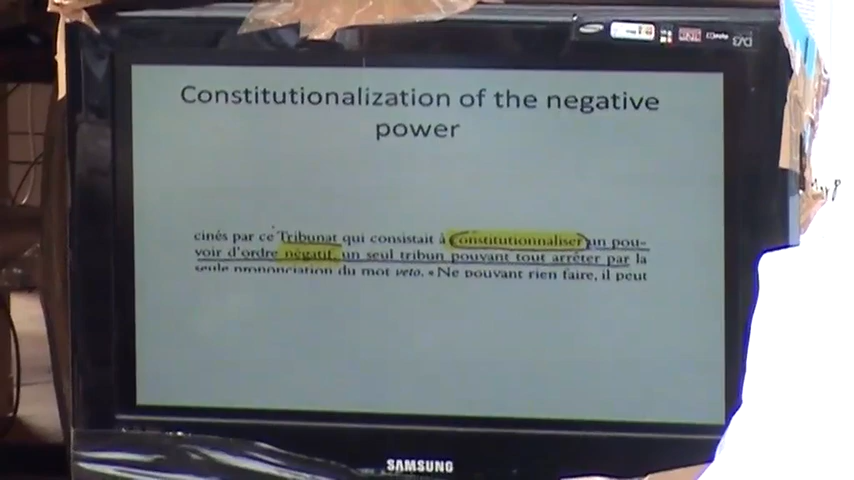 Constitutionalization of the negative
power
cinés par ce Tribunat qui consistait à Constitutionnaliser un pou-
voir d'ordre négatif, un seul tribun pouvant tout arrêter par la
seule prononciation du mot veto. « Ne pouvant rien faire, il peut
SAMSUNG